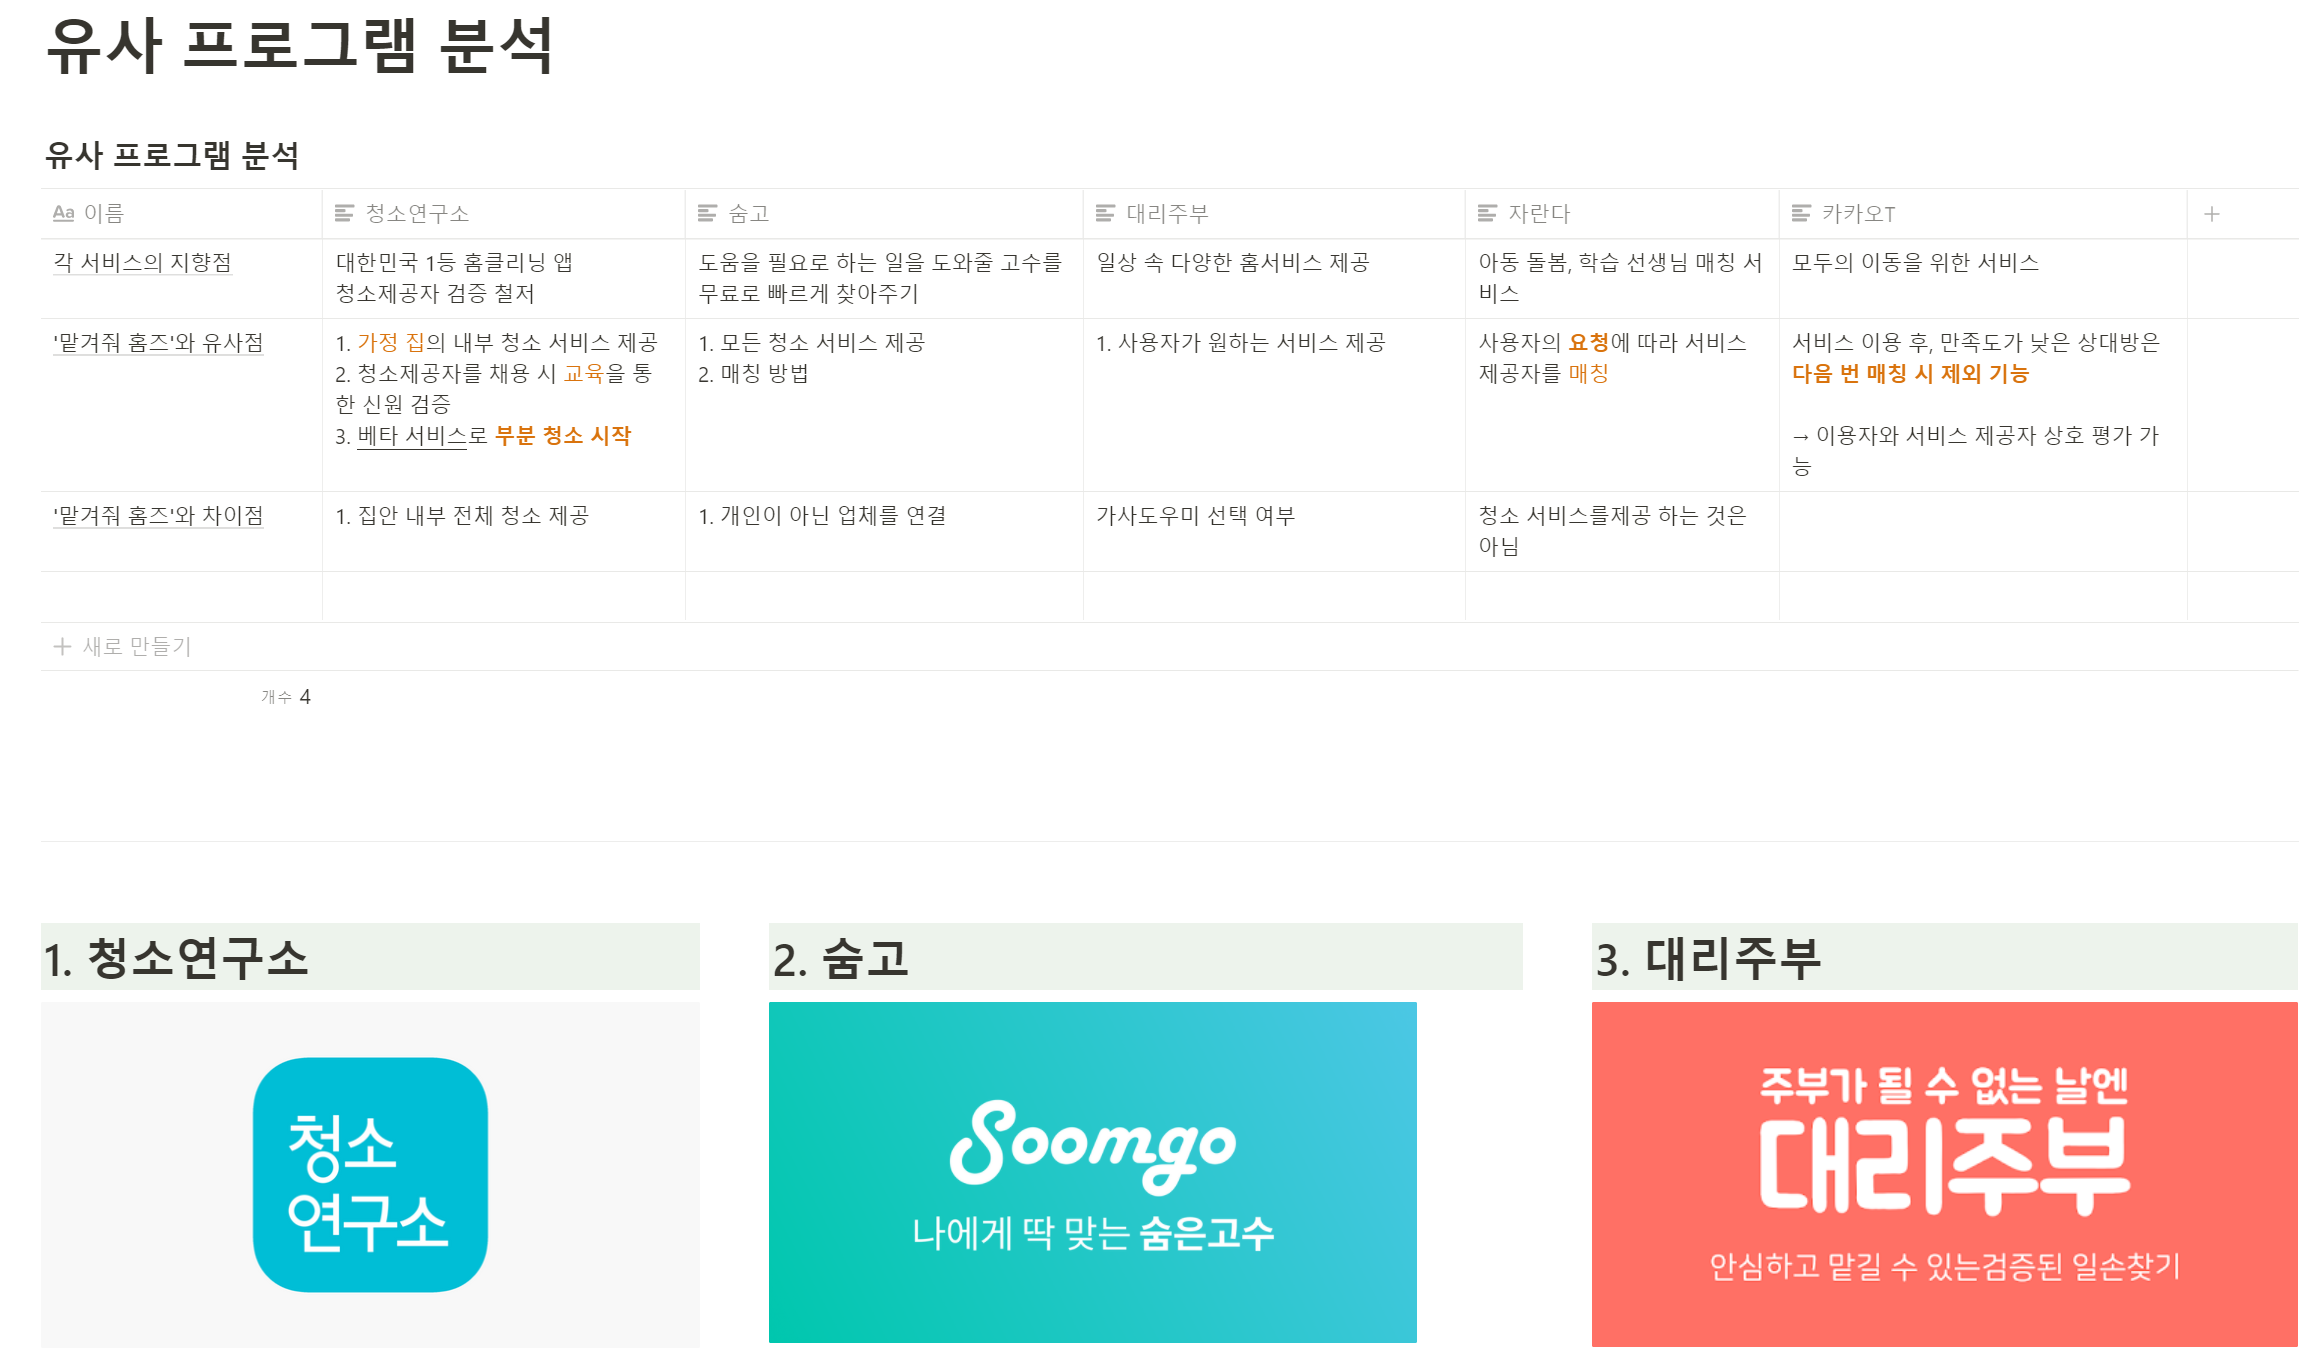 유사 프로그램 분석
유사 프로그램 분석
Aa 이름
청소연구소
숨고
대리주부
자란다
카카오T
각 서비스의 지향점
대한민국 1등 홈클리닝 앱
청소제공자 검증 철저
도움을 필요로 하는 일을 도와줄 고수를
무료로 빠르게 찾아주기
일상 속 다양한 홈서비스 제공
아동 돌봄, 학습 선생님 매칭 서
비스
모두의 이동을 위한 서비스
'맡겨줘 홈즈'와 유사점
1. 가정 집의 내부 청소 서비스 제공
2. 청소제공자를 채용 시 교육을 통
한 신원 검증
3. 베타 서비스로 부분 청소 시작
1. 모든 청소 서비스 제공
2. 매칭 방법
1. 사용자가 원하는 서비스 제공
사용자의 요청에 따라 서비스
제공자를 매칭
서비스 이용 후, 만족도가 낮은 상대방은
다음 번 매칭 시 제외 기능
→ 이용자와 서비스 제공자 상호 평가 가
능
'맡겨줘 홈즈'와 차이점
1. 집안 내부 전체 청소 제공
1. 개인이 아닌 업체를 연결
가사도우미 선택 여부
청소 서비스를제공 하는 것은
아님
+ 새로 만들기
개수 4
1. 청소연구소
청소
연구소
2. 숨고
Soomgo
나에게 딱 맞는 숨은고수
3. 대리주부
주부가 될 수 없는 날엔
대리주부
안심하고 맡길 수 있는검증된 일손찾기